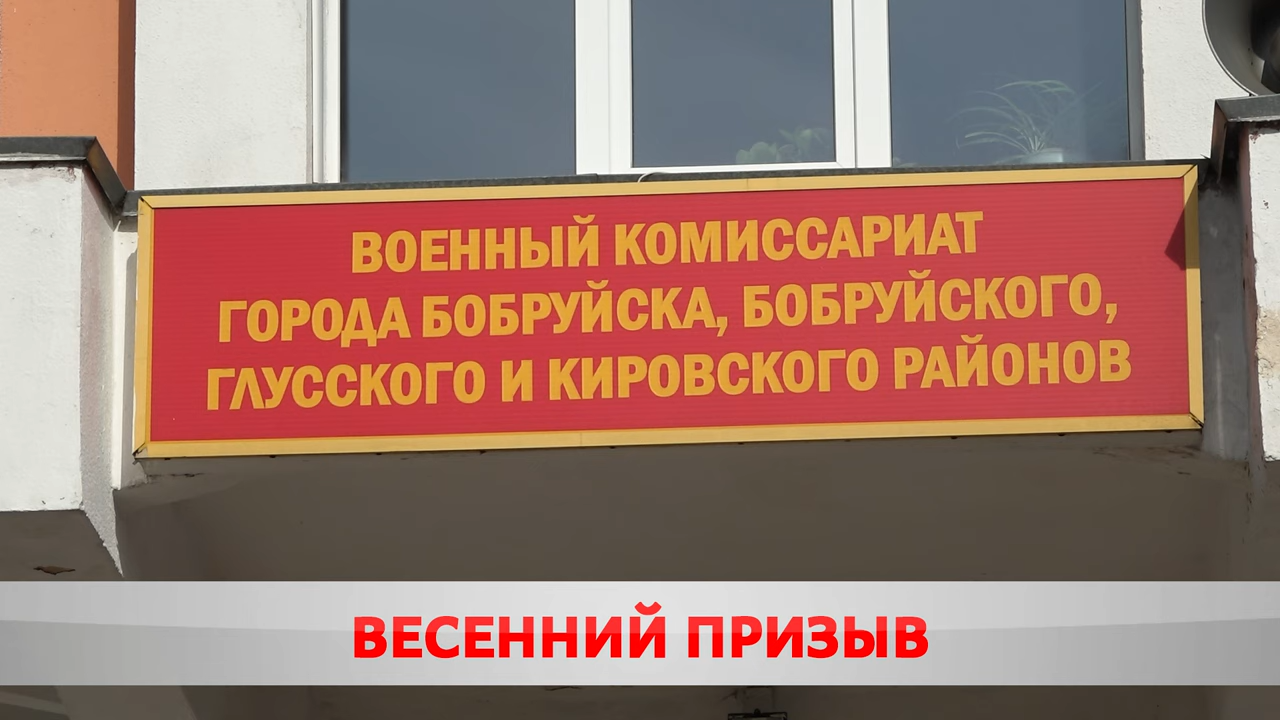 ВОЕННЫЙ КОМИССАРИАТ
ГОРОДА БОБРУЙСКА, БОБРУЙСКОГО,
ГЛУССКОГО И КИРОВСКОГО РАЙОНОВ
ВЕСЕННИЙ ПРИЗЫВ